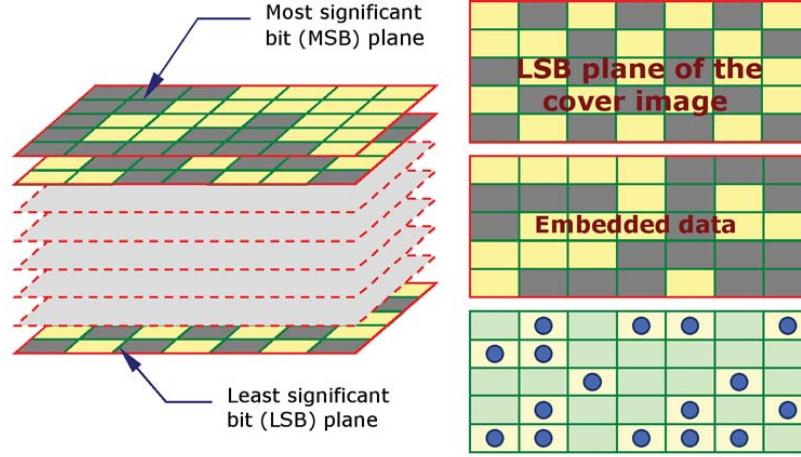 Most significant
bit (MSB) plane
LSB plane of the
cover image
Embedded data
Least significant
bit (LSB) plane